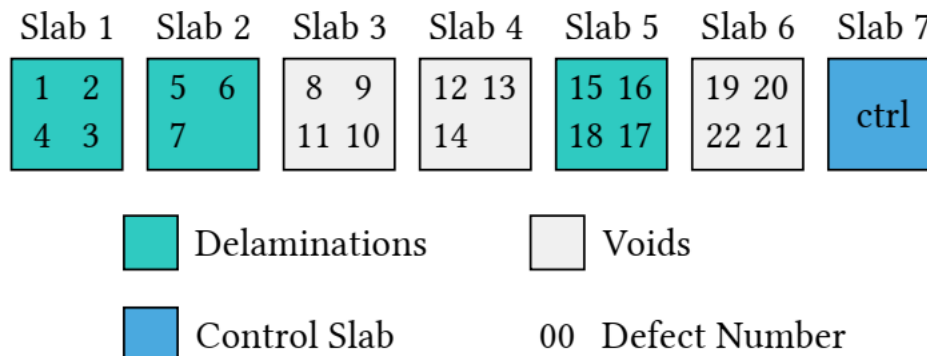 Slab 1 Slab 2 Slab 3 Slab 4 Slab 5 Slab 6 Slab 7
1 2 5 6 8 9 12 13 15 16 19 20
ctrl
4 3 7 11 10 14 18 17 22 21
Delaminations Voids
Control Slab 00 Defect Number